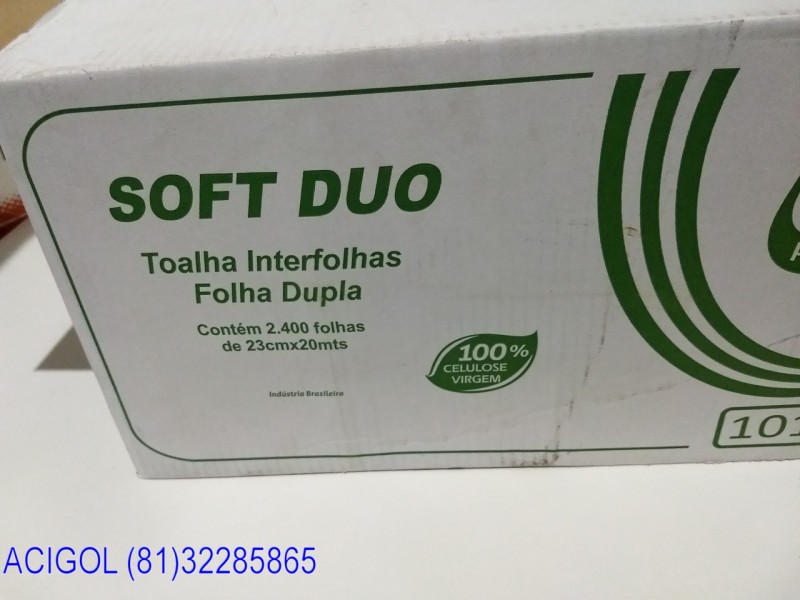 SOFT DUO
Toalha Interfolhas
Folha Dupla
Contém 2.400 folhas
de 23cmx20mts
100%
CELULOSE
VIRGEM
Indústria Brasileira
ACIGOL (81)32285865